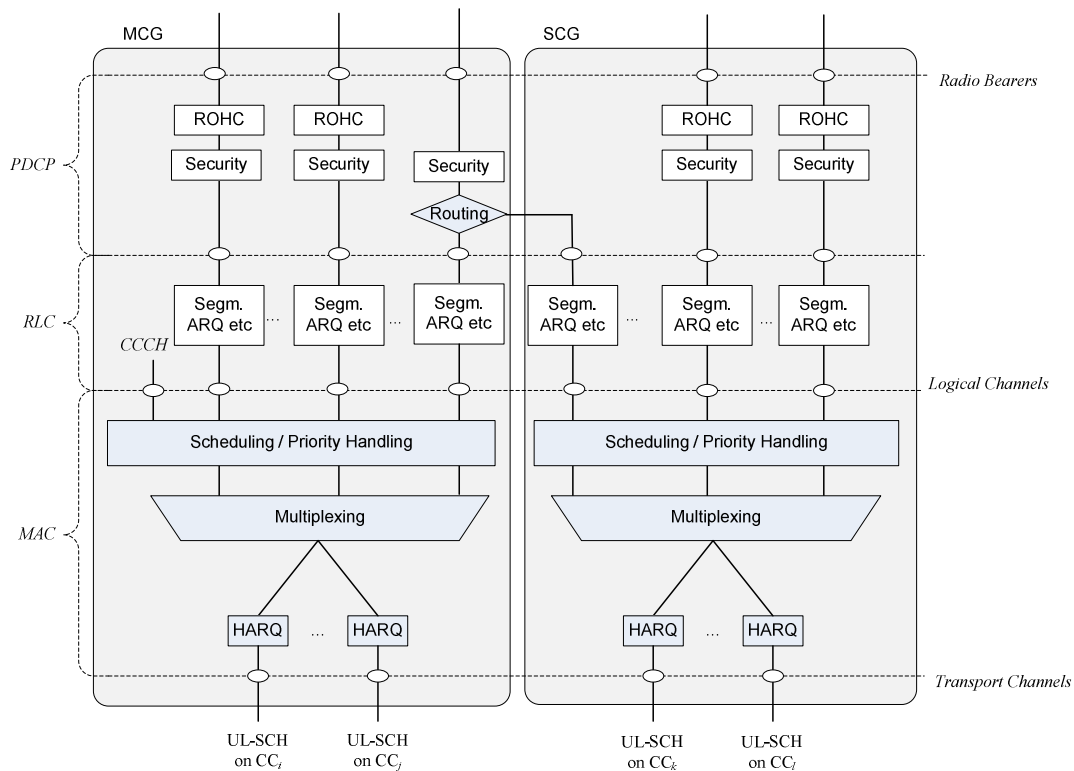 MCG
SCG
Radio Bearers
ROHC
ROHC
ROHC
ROHC
PDCP
Security
Security
Security
Security
Security
Routing
RLC
Segm.
ARQ etc
...
Segm.
ARQ etc
...
Segm.
ARQ etc
Segm.
ARQ etc
...
Segm.
ARQ etc
...
Segm.
ARQ etc
CCCH
Logical Channels
Scheduling / Priority Handling
Scheduling / Priority Handling
MAC
Multiplexing
Multiplexing
HARQ
...
HARQ
HARQ
...
HARQ
Transport Channels
UL-SCH
on CCi
UL-SCH
on CCj
UL-SCH
on CCk
UL-SCH
on CCl